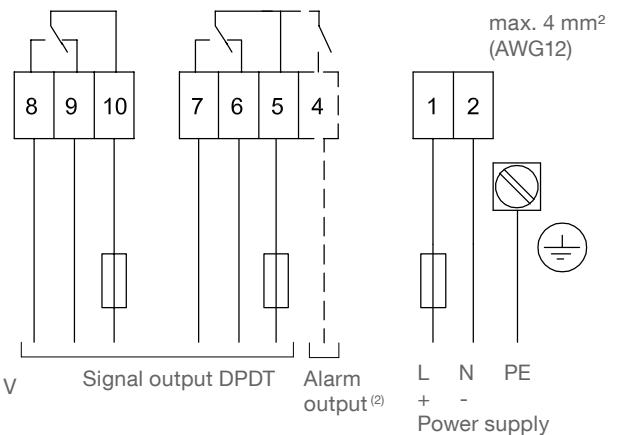 max. 4 mm²
(AWG12)
8 9 10 7 6 5 4 1 2
V
Signal output DPDT
Alarm
output (2)
L N PE
+ -
Power supply